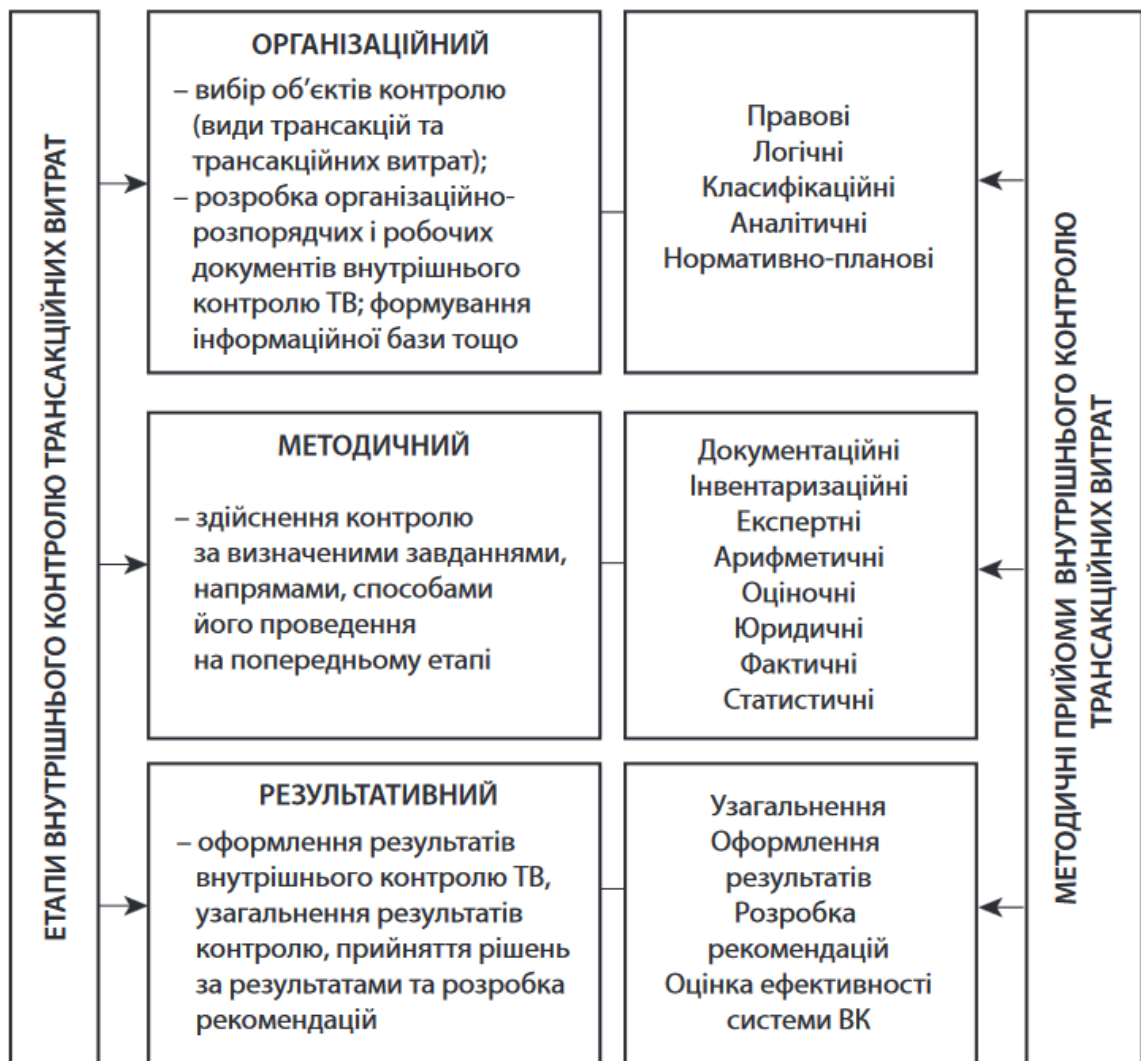 ЕТАПИ ВНУТРІШНЬОГО КОНТРОЛЮ ТРАНСАКЦІЙНИХ ВИТРАТ
ОРГАНІЗАЦІЙНИЙ
– вибір об’єктів контролю
(види трансакцій та
трансакційних витрат);
– розробка організаційно-
розпорядчих і робочих
документів внутрішнього
контролю ТВ; формування
інформаційної бази тощо
Правові
Логічні
Класифікаційні
Аналітичні
Нормативно-планові
МЕТОДИЧНИЙ
– здійснення контролю
за визначеними завданнями,
напрямами, способами
його проведення
на попередньому етапі
Документаційні
Інвентаризаційні
Експертні
Арифметичні
Оціночні
Юридичні
Фактичні
Статистичні
РЕЗУЛЬТАТИВНИЙ
– оформлення результатів
внутрішнього контролю ТВ,
узагальнення результатів
контролю, прийняття рішень
за результатами та розробка
рекомендацій
Узагальнення
Оформлення
результатів
Розробка
рекомендацій
Оцінка ефективності
системи ВК
МЕТОДИЧНІ ПРИЙОМИ ВНУТРІШНЬОГО КОНТРОЛЮ
ТРАНСАКЦІЙНИХ ВИТРАТ